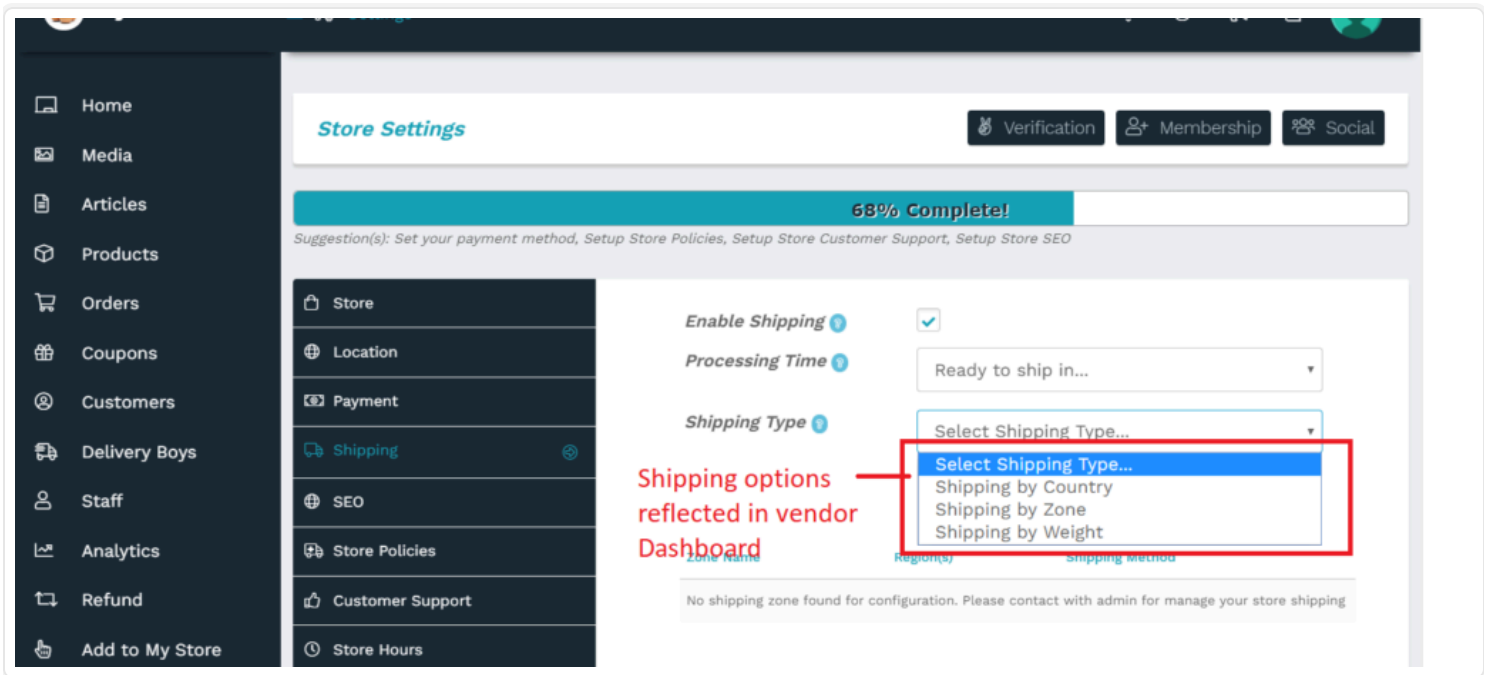 Home
Media
Articles
Products
Orders
Coupons
Customers
Delivery Boys
Staff
Analytics
Refund
Add to My Store
Store Settings
Verification
Membership
Social
68% Complete!
Suggestion(s): Set your payment method, Setup Store Policies, Setup Store Customer Support, Setup Store SEO
Store
Location
Payment
Shipping
SEO
Store Policies
Customer Support
Store Hours
Enable Shipping
Processing Time
Ready to ship in...
Shipping Type
Select Shipping Type...
Select Shipping Type...
Shipping by Country
Shipping by Zone
Shipping by Weight
Shipping options
reflected in vendor
Dashboard
Zone Name
Region(s)
Shipping Method
No shipping zone found for configuration. Please contact with admin for manage your store shipping